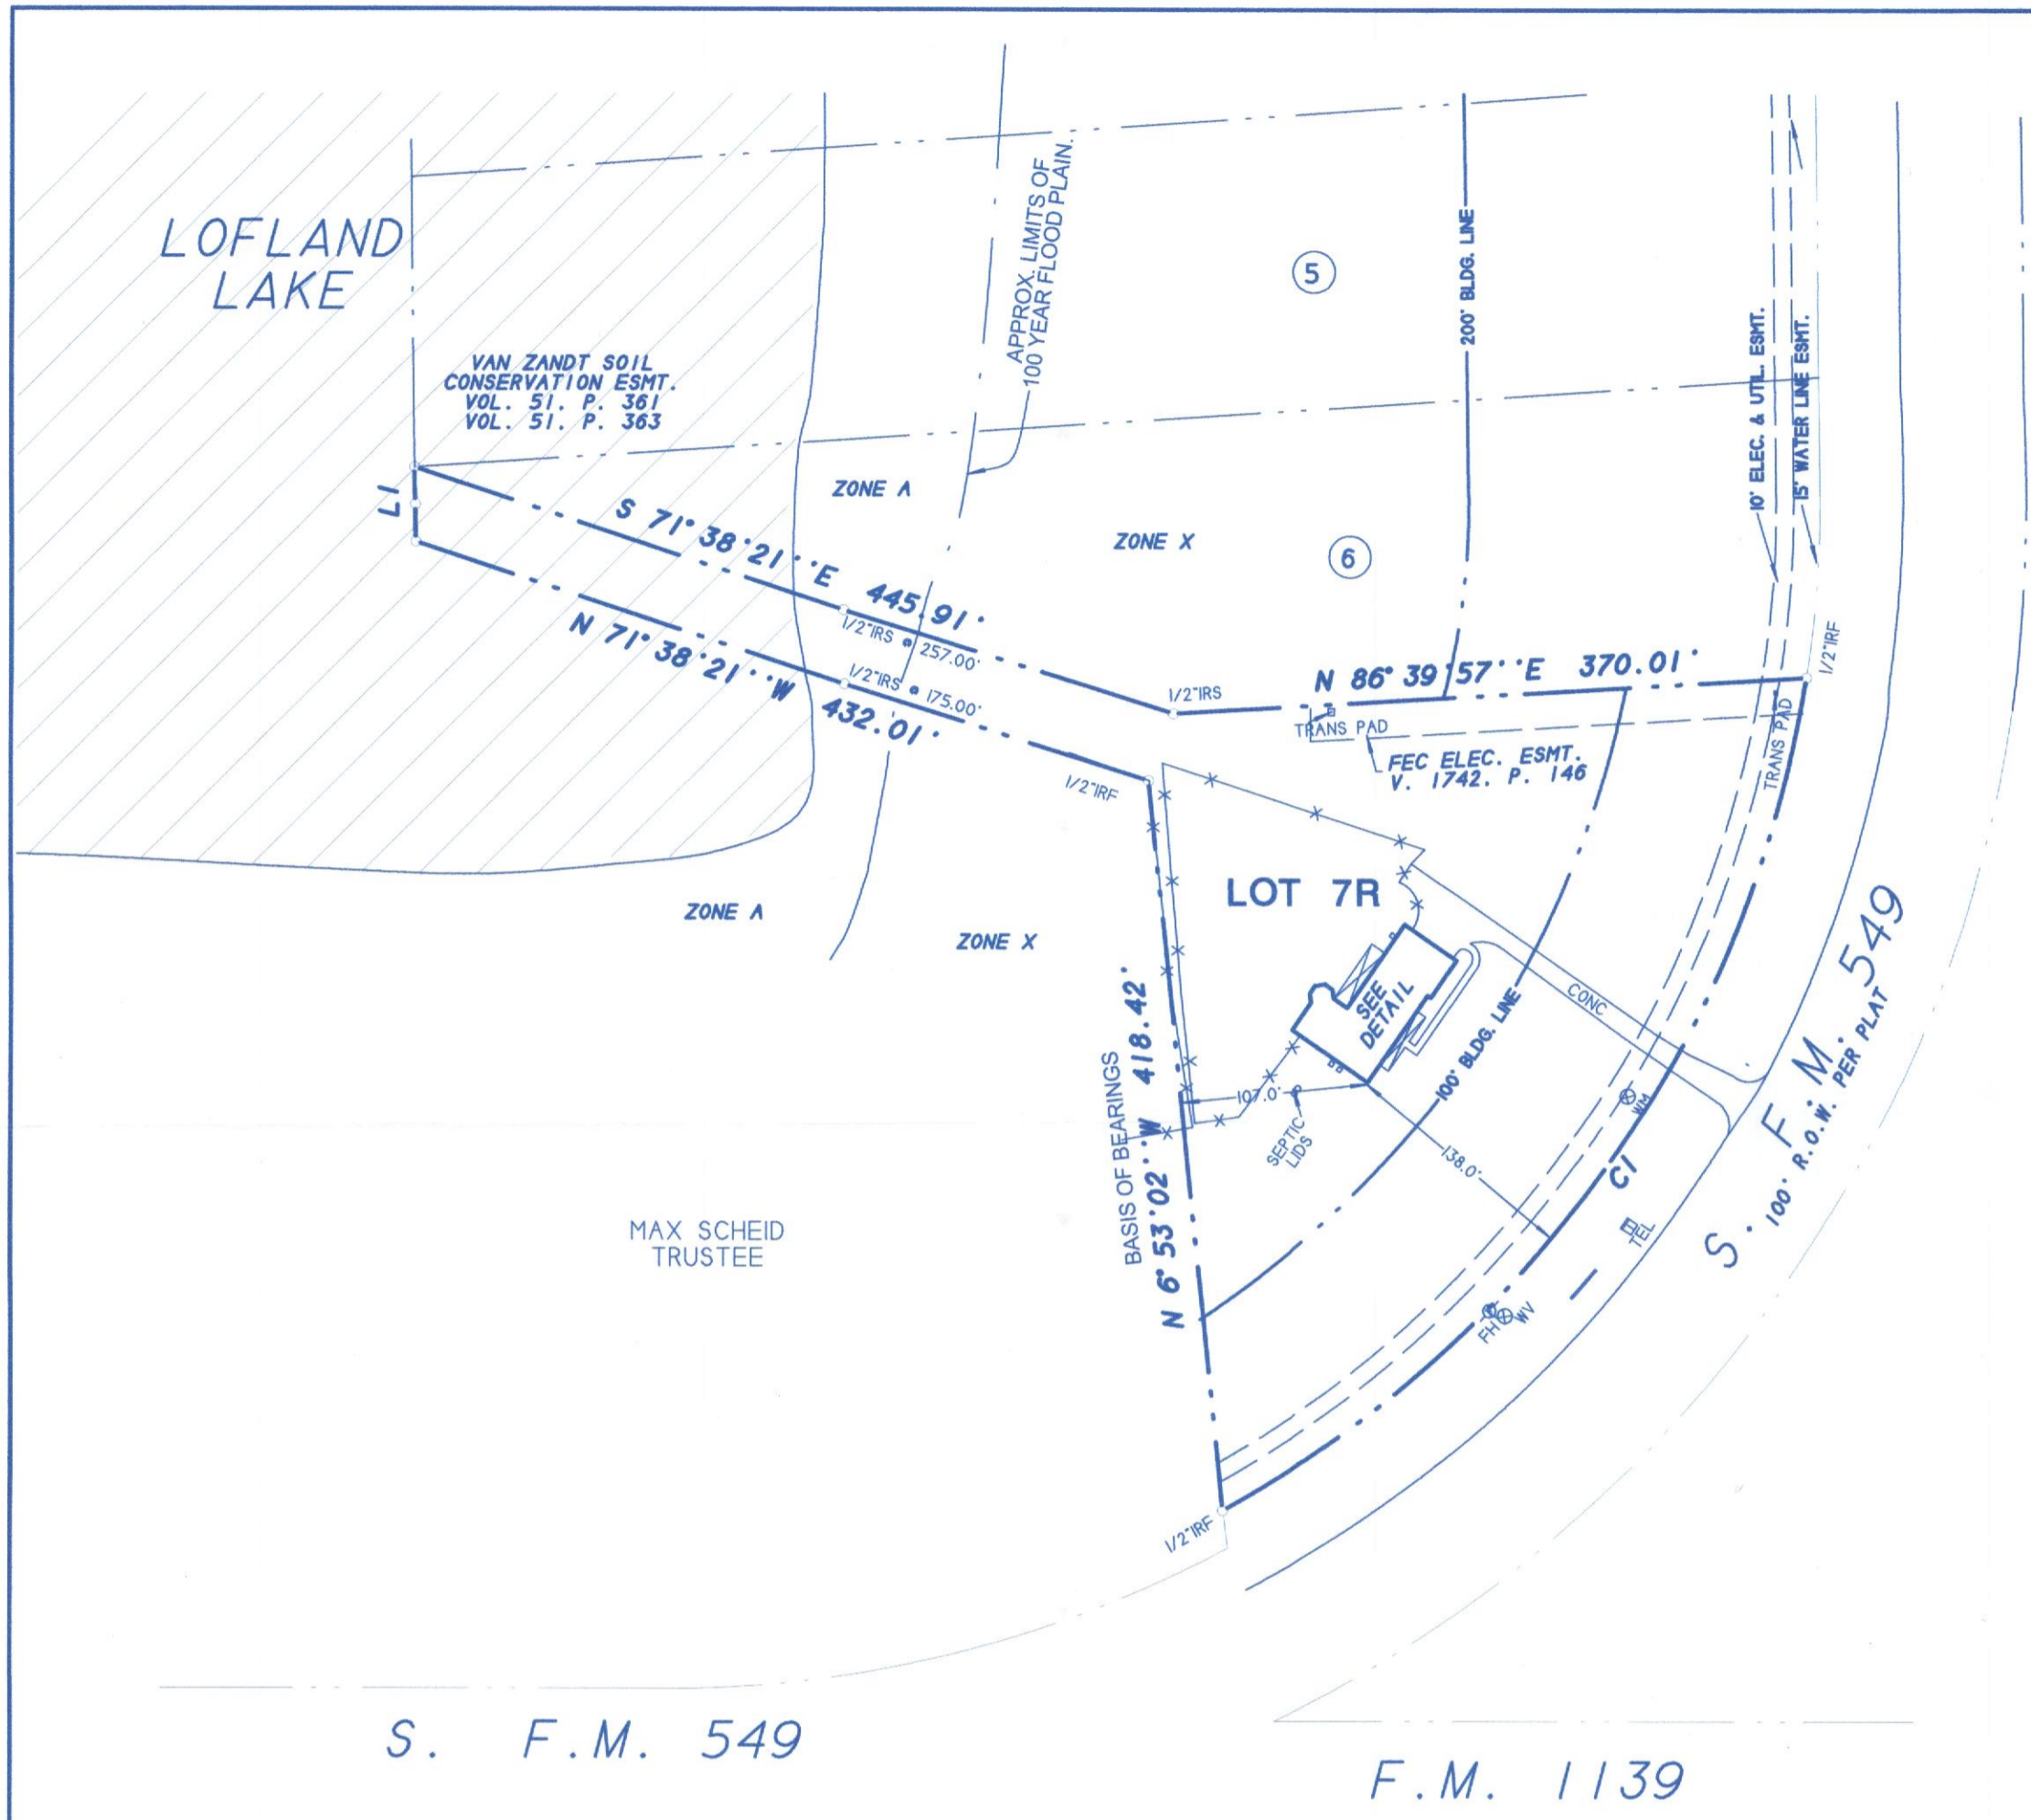 LOFLAND
LAKE
VAN ZANDT SOIL
CONSERVATION ESMT.
VOL. 51. P. 361
VOL. 51. P. 363
APPROX. LIMITS OF
100 YEAR FLOOD PLAIN.
5
200' BLDG. LINE
10' ELEC. & UTIL. ESMT.
15' WATER LINE ESMT.
L1
ZONE A
ZONE X
6
S 71°38'21''E 445.91'
1/2"IRS @ 257.00'
N 71°38'21''W 432.01'
1/2"IRS @ 175.00'
1/2"IRS
N 86°39'57''E 370.01'
1/2"IRF
TRANS PAD
TRANS PAD
FEC ELEC. ESMT.
V. 1742. P. 146
1/2"IRF
LOT 7R
ZONE A
ZONE X
SEE
DETAIL
CONC
100' BLDG. LINE
S. F.M. 549
100' R.O.W. PER PLAT
BASIS OF BEARINGS
N 6°53'02''W 418.42'
107.0'
SEPTIC
LIDS
138.0'
WM
C1
TEL
FH
WV
MAX SCHEID
TRUSTEE
1/2"IRF
S. F.M. 549
F.M. 1139